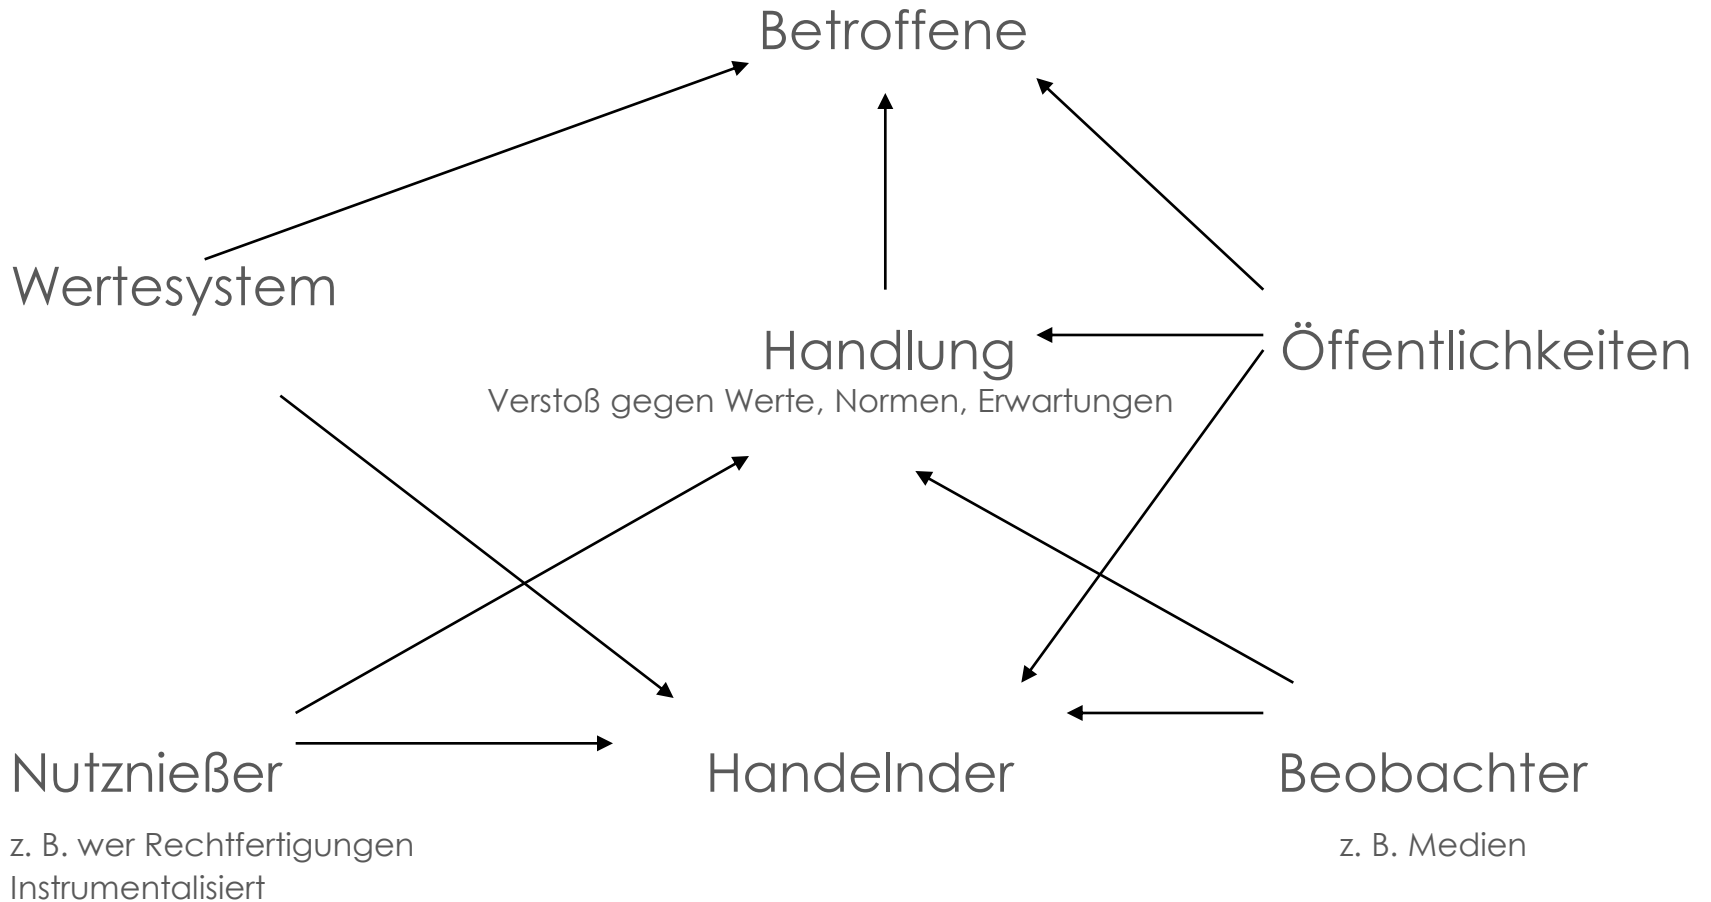 Betroffene
Wertesystem
Handlung
Öffentlichkeiten
Verstoß gegen Werte, Normen, Erwartungen
Nutznießer
Handelnder
Beobachter
z. B. wer Rechtfertigungen
Instrumentalisiert
z. B. Medien